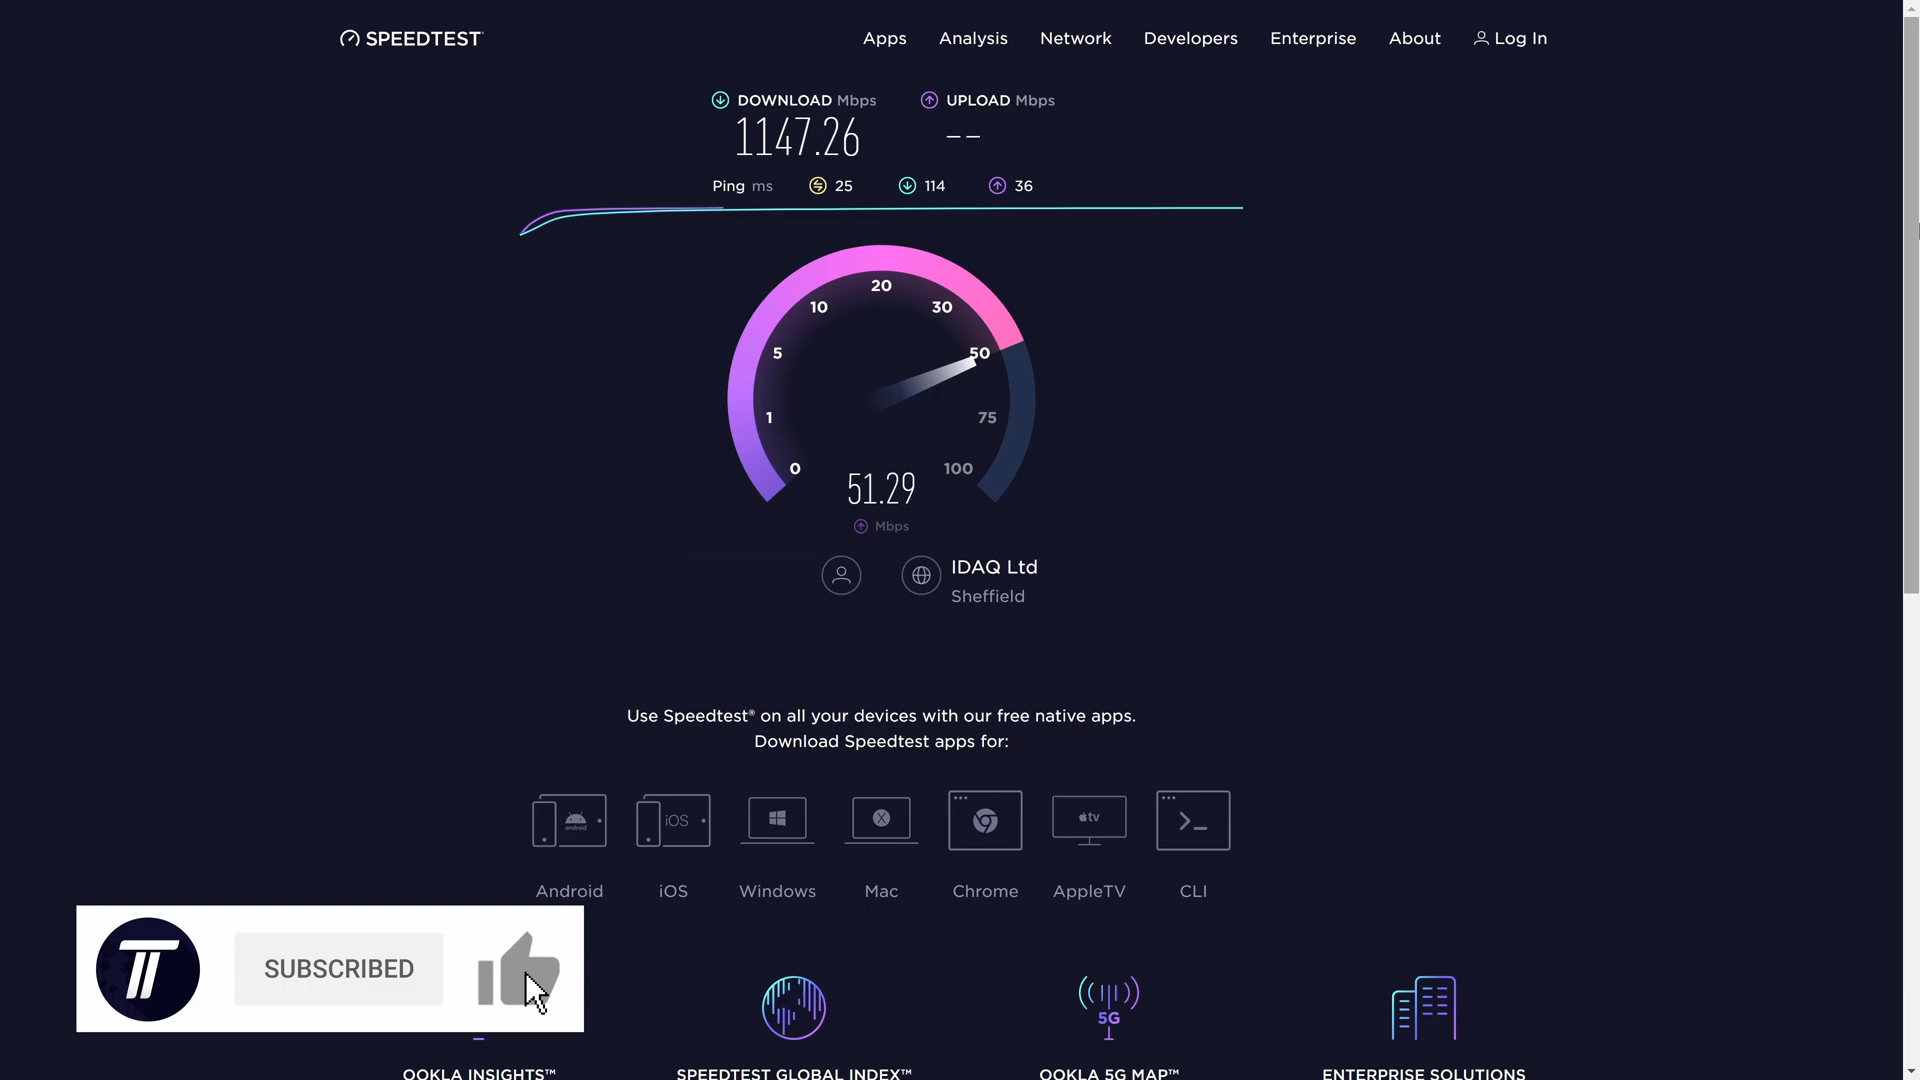 SPEEDTEST
Apps Analysis Network Developers Enterprise About Log In
DOWNLOAD Mbps UPLOAD Mbps
1147.26 – –
Ping ms 25 114 36
20
10 30
5 50
1 75
0 100
51.29
Mbps
IDAQ Ltd
Sheffield
Use Speedtest® on all your devices with our free native apps.
Download Speedtest apps for:
android iOS X tv
Android iOS Windows Mac Chrome AppleTV CLI
SUBSCRIBED
5G
OOKLA INSIGHTS™ SPEEDTEST GLOBAL INDEX™ OOKLA 5G MAP™ ENTERPRISE SOLUTIONS